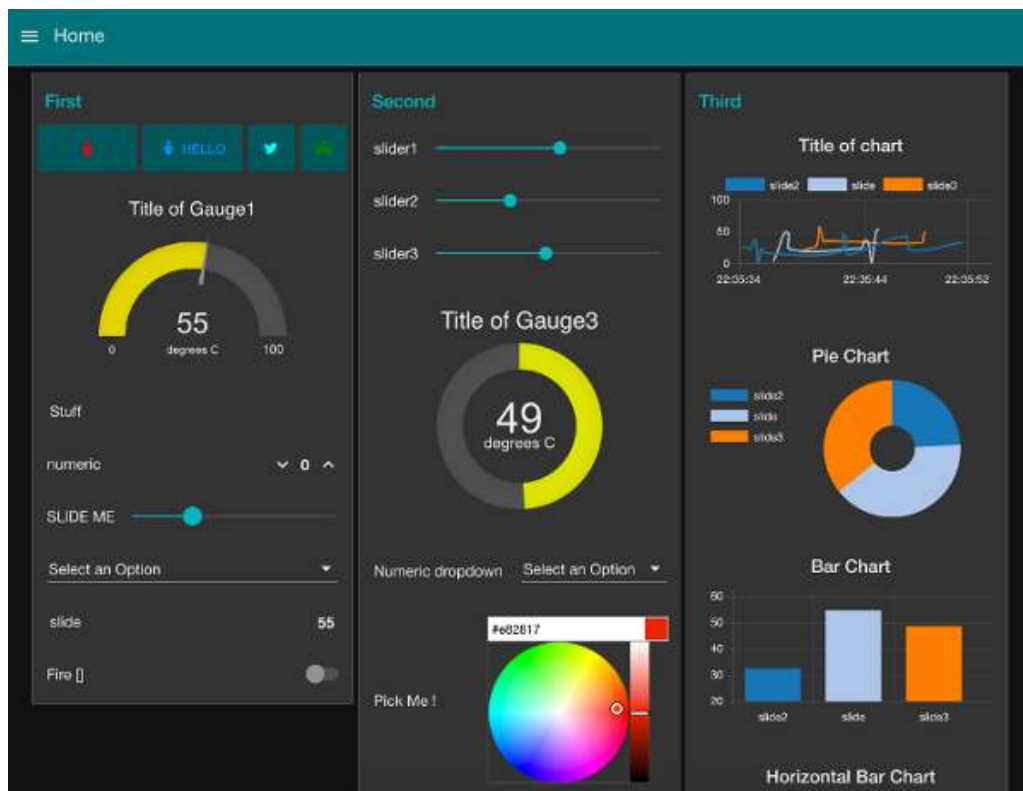 Home
First
HELLO
Title of Gauge1
55
degrees C
0
100
Stuff
numeric
0
SLIDE ME
Select an Option
slide
55
Fire []
Second
slider1
slider2
slider3
Title of Gauge3
49
degrees C
Numeric dropdown
Select an Option
#e82817
Pick Me !
Third
Title of chart
slide2 slide slide3
100
50
0
22:35:34 22:35:44 22:35:52
Pie Chart
slide2
slide
slide3
Bar Chart
60
50
40
30
20
slide2 slide slide3
Horizontal Bar Chart